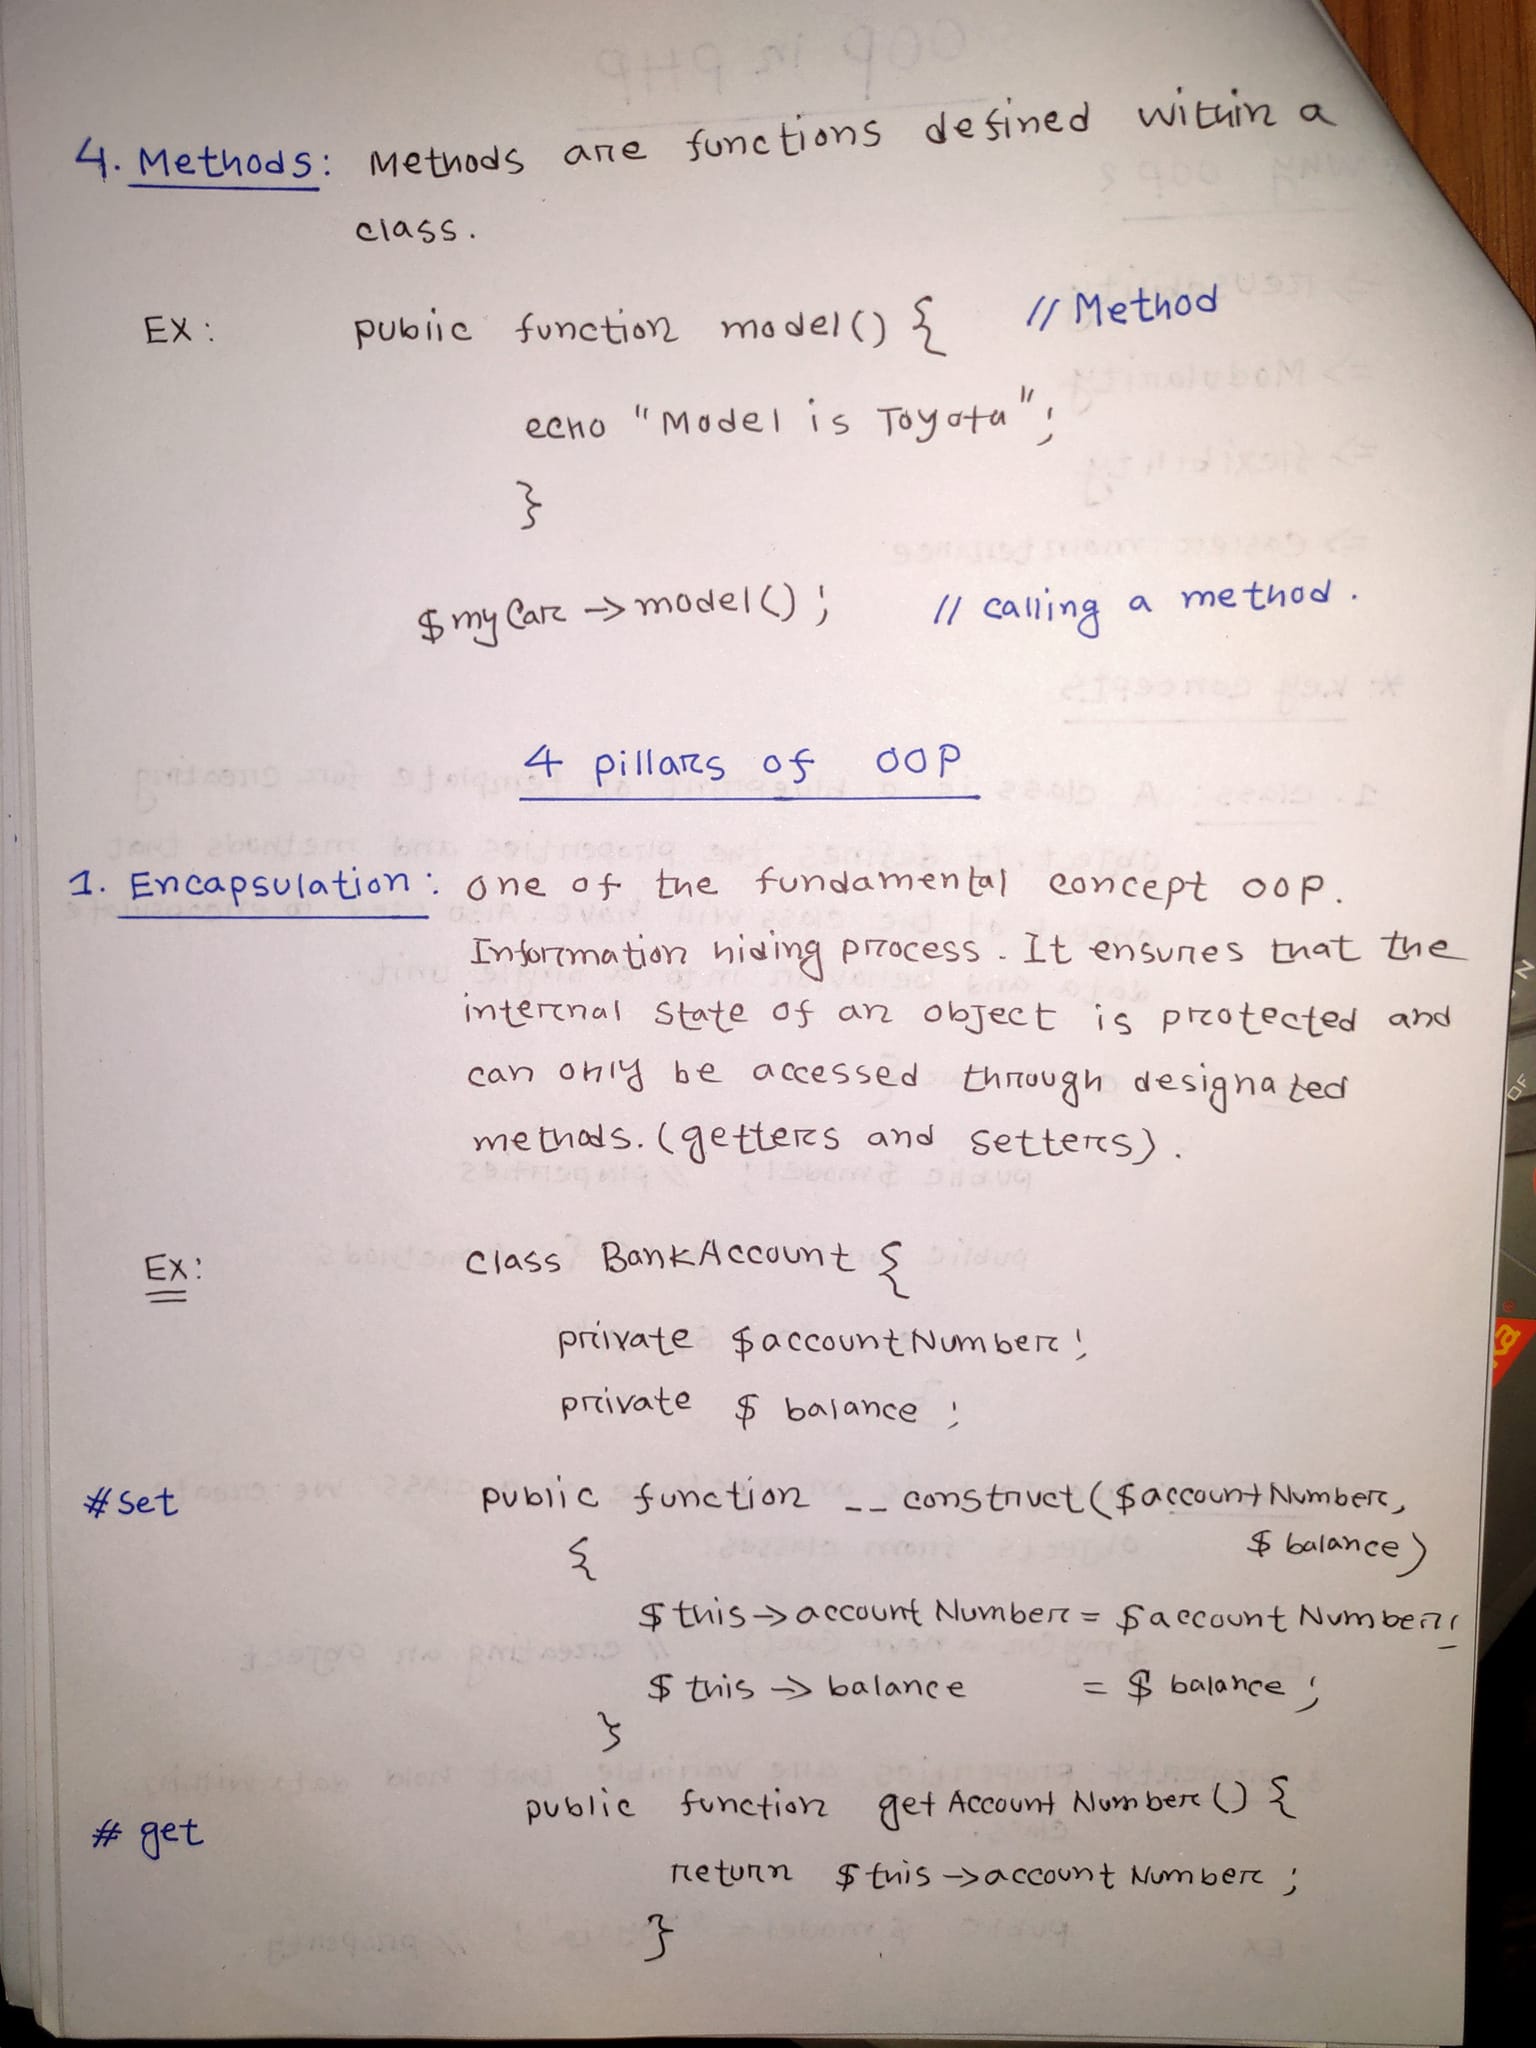 4. Methods: Methods are functions defined within a
class.
EX: public function model() { // Method
echo "Model is Toyota";
}
$myCar->model(); // calling a method.
4 pillars of OOP
1. Encapsulation: one of the fundamental concept OOP.
Information hiding process. It ensures that the
internal state of an object is protected and
can only be accessed through designated
methods. (getters and setters).
EX: class BankAccount {
private $accountNumber;
private $ balance ;
#set public function __construct($accountNumber,
$ balance)
{
$this->accountNumber = $accountNumber;
$this->balance = $ balance ;
}
# get public function getAccountNumber() {
return $this->accountNumber ;
}